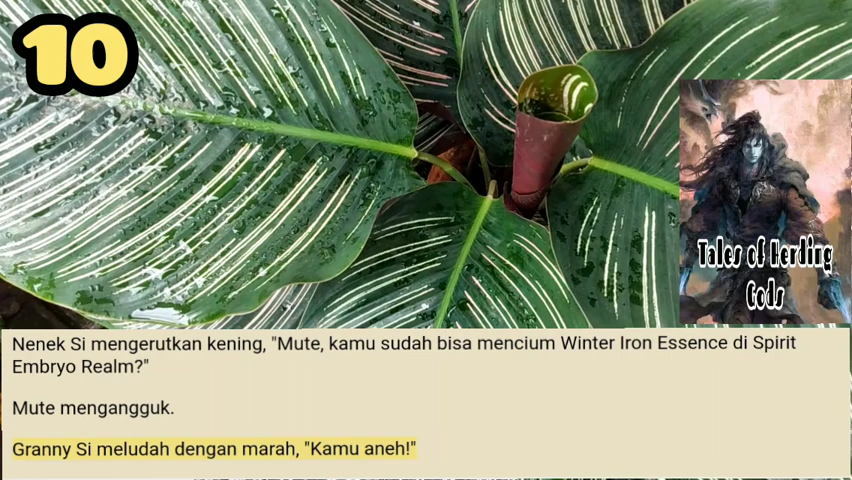 10
Tales of Herding
Gods
Nenek Si mengerutkan kening, "Mute, kamu sudah bisa mencium Winter Iron Essence di Spirit
Embryo Realm?"
Mute mengangguk.
Granny Si meludah dengan marah, "Kamu aneh!"